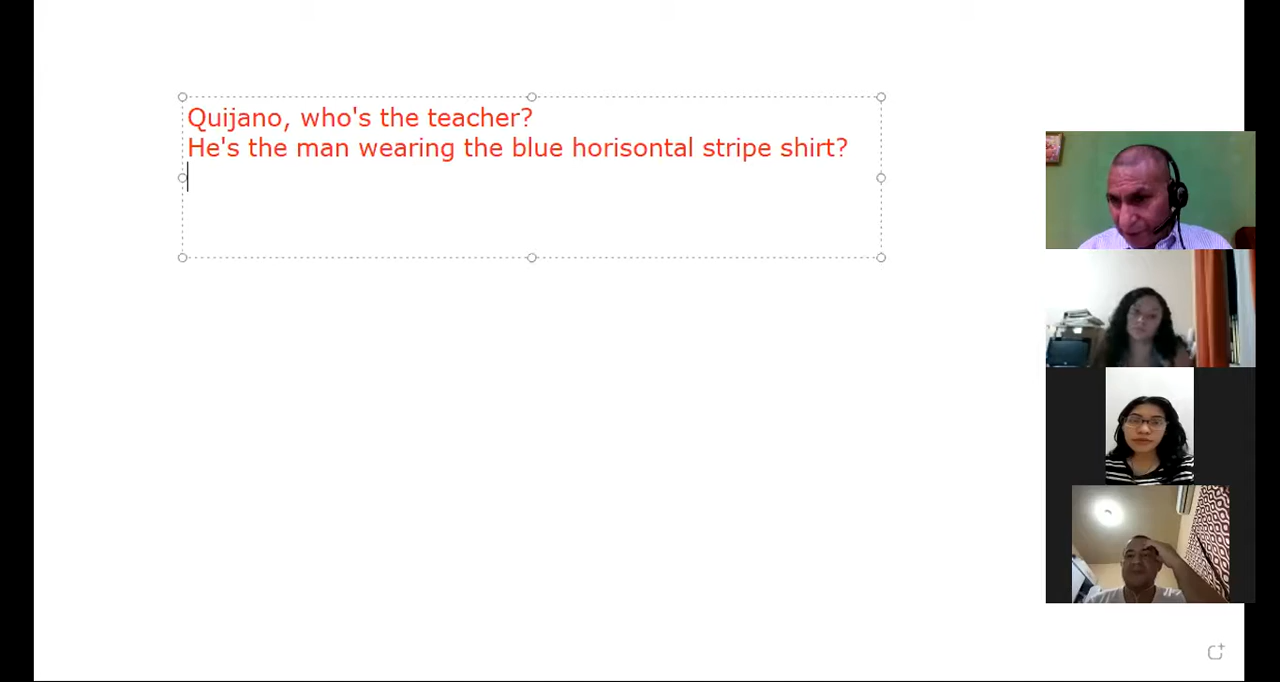 Quijano, who's the teacher?
He's the man wearing the blue horisontal stripe shirt?